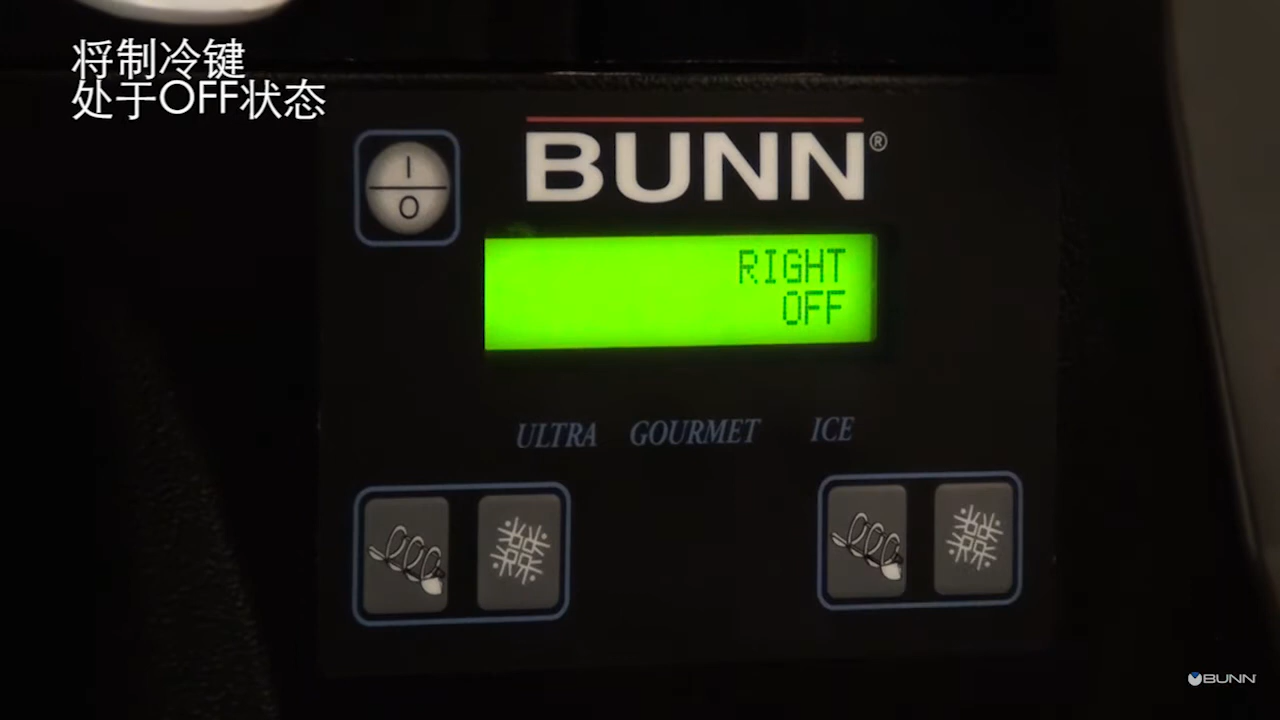 将制冷键
处于OFF状态
I
O
BUNN®
RIGHT
OFF
ULTRA GOURMET ICE
BUNN